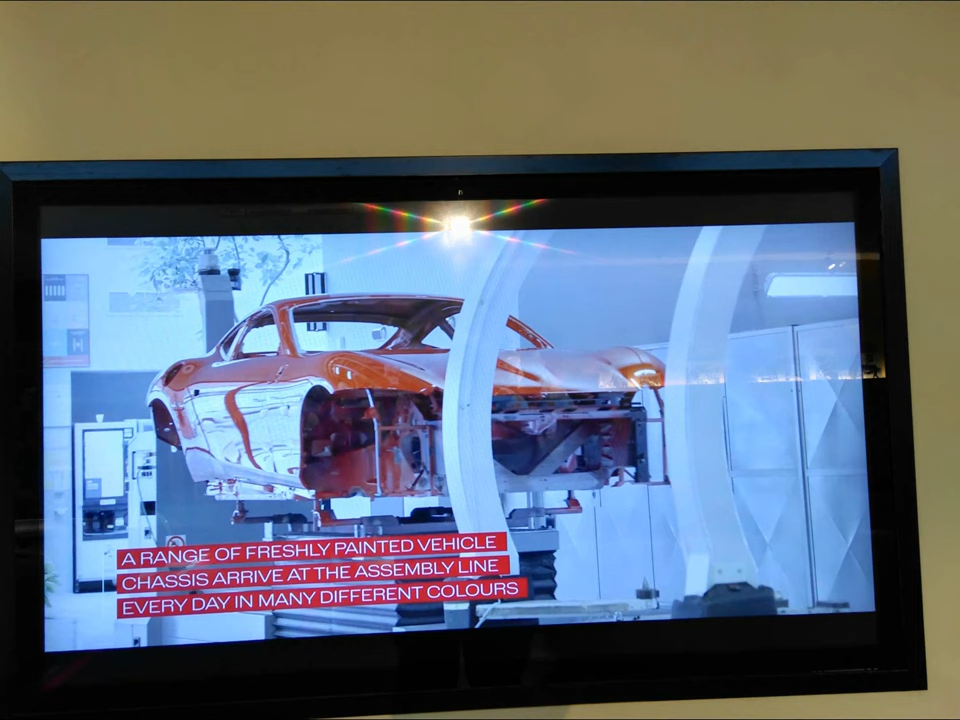 A RANGE OF FRESHLY PAINTED VEHICLE
CHASSIS ARRIVE AT THE ASSEMBLY LINE
EVERY DAY IN MANY DIFFERENT COLOURS